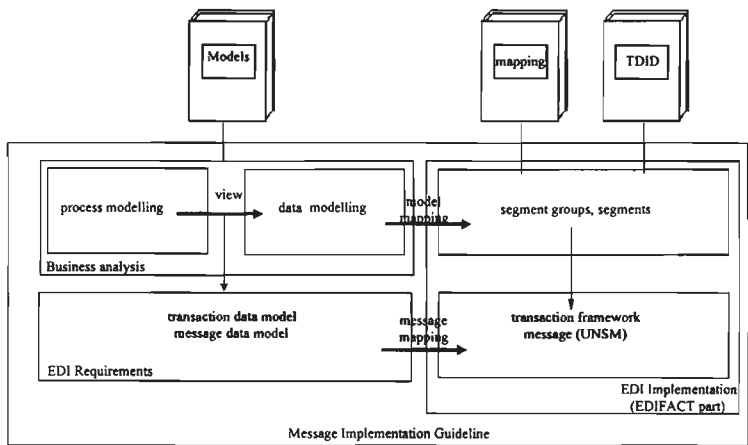 Models
mapping
TDID
process modelling
view
data modelling
model
mapping
segment groups, segments
Business analysis
transaction data model
message data model
message
mapping
transaction framework
message (UNSM)
EDI Requirements
EDI Implementation
(EDIFACT part)
Message Implementation Guideline